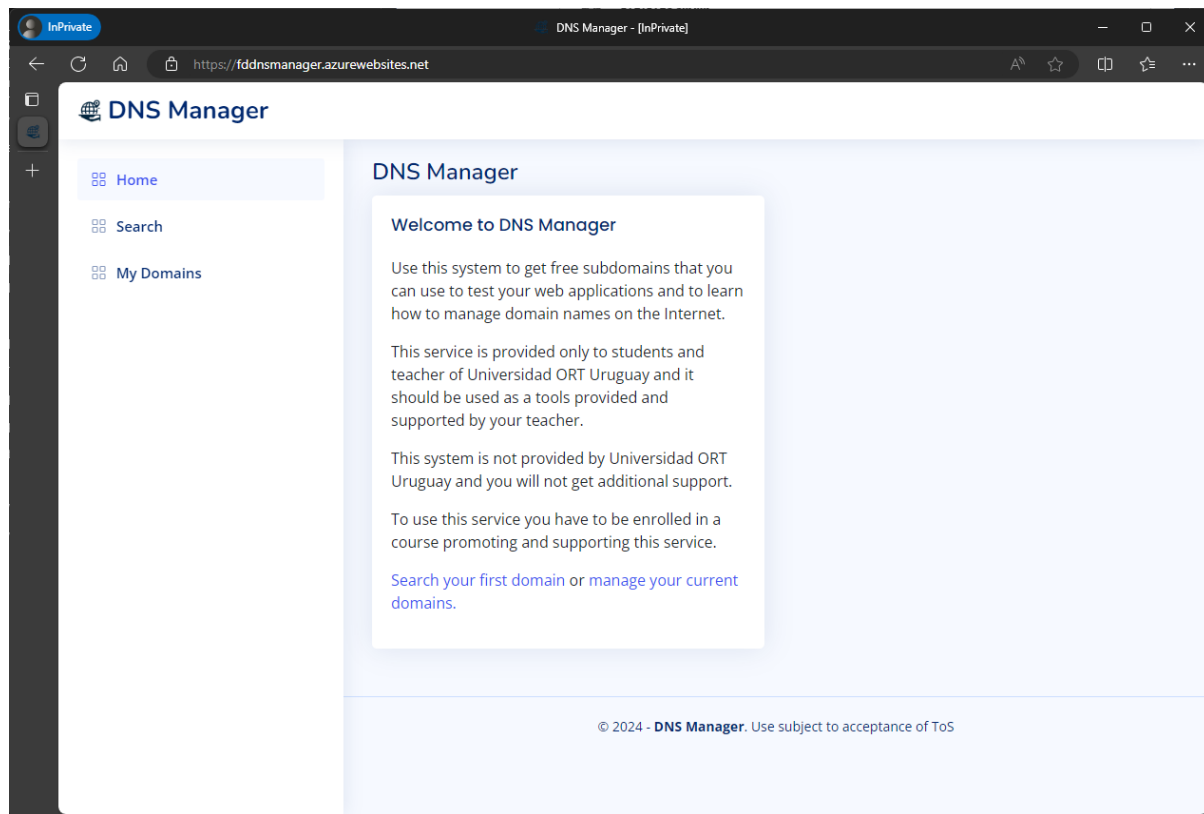 InPrivate
DNS Manager - [InPrivate]
https://fddnsmanager.azurewebsites.net
DNS Manager
Home
Search
My Domains
DNS Manager
Welcome to DNS Manager
Use this system to get free subdomains that you
can use to test your web applications and to learn
how to manage domain names on the Internet.
This service is provided only to students and
teacher of Universidad ORT Uruguay and it
should be used as a tools provided and
supported by your teacher.
This system is not provided by Universidad ORT
Uruguay and you will not get additional support.
To use this service you have to be enrolled in a
course promoting and supporting this service.
Search your first domain or manage your current
domains.
© 2024 - DNS Manager. Use subject to acceptance of ToS